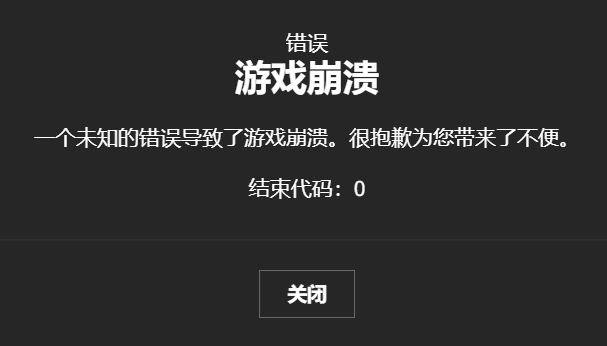 错误
游戏崩溃
一个未知的错误导致了游戏崩溃。很抱歉为您带来了不便。
结束代码：0
关闭